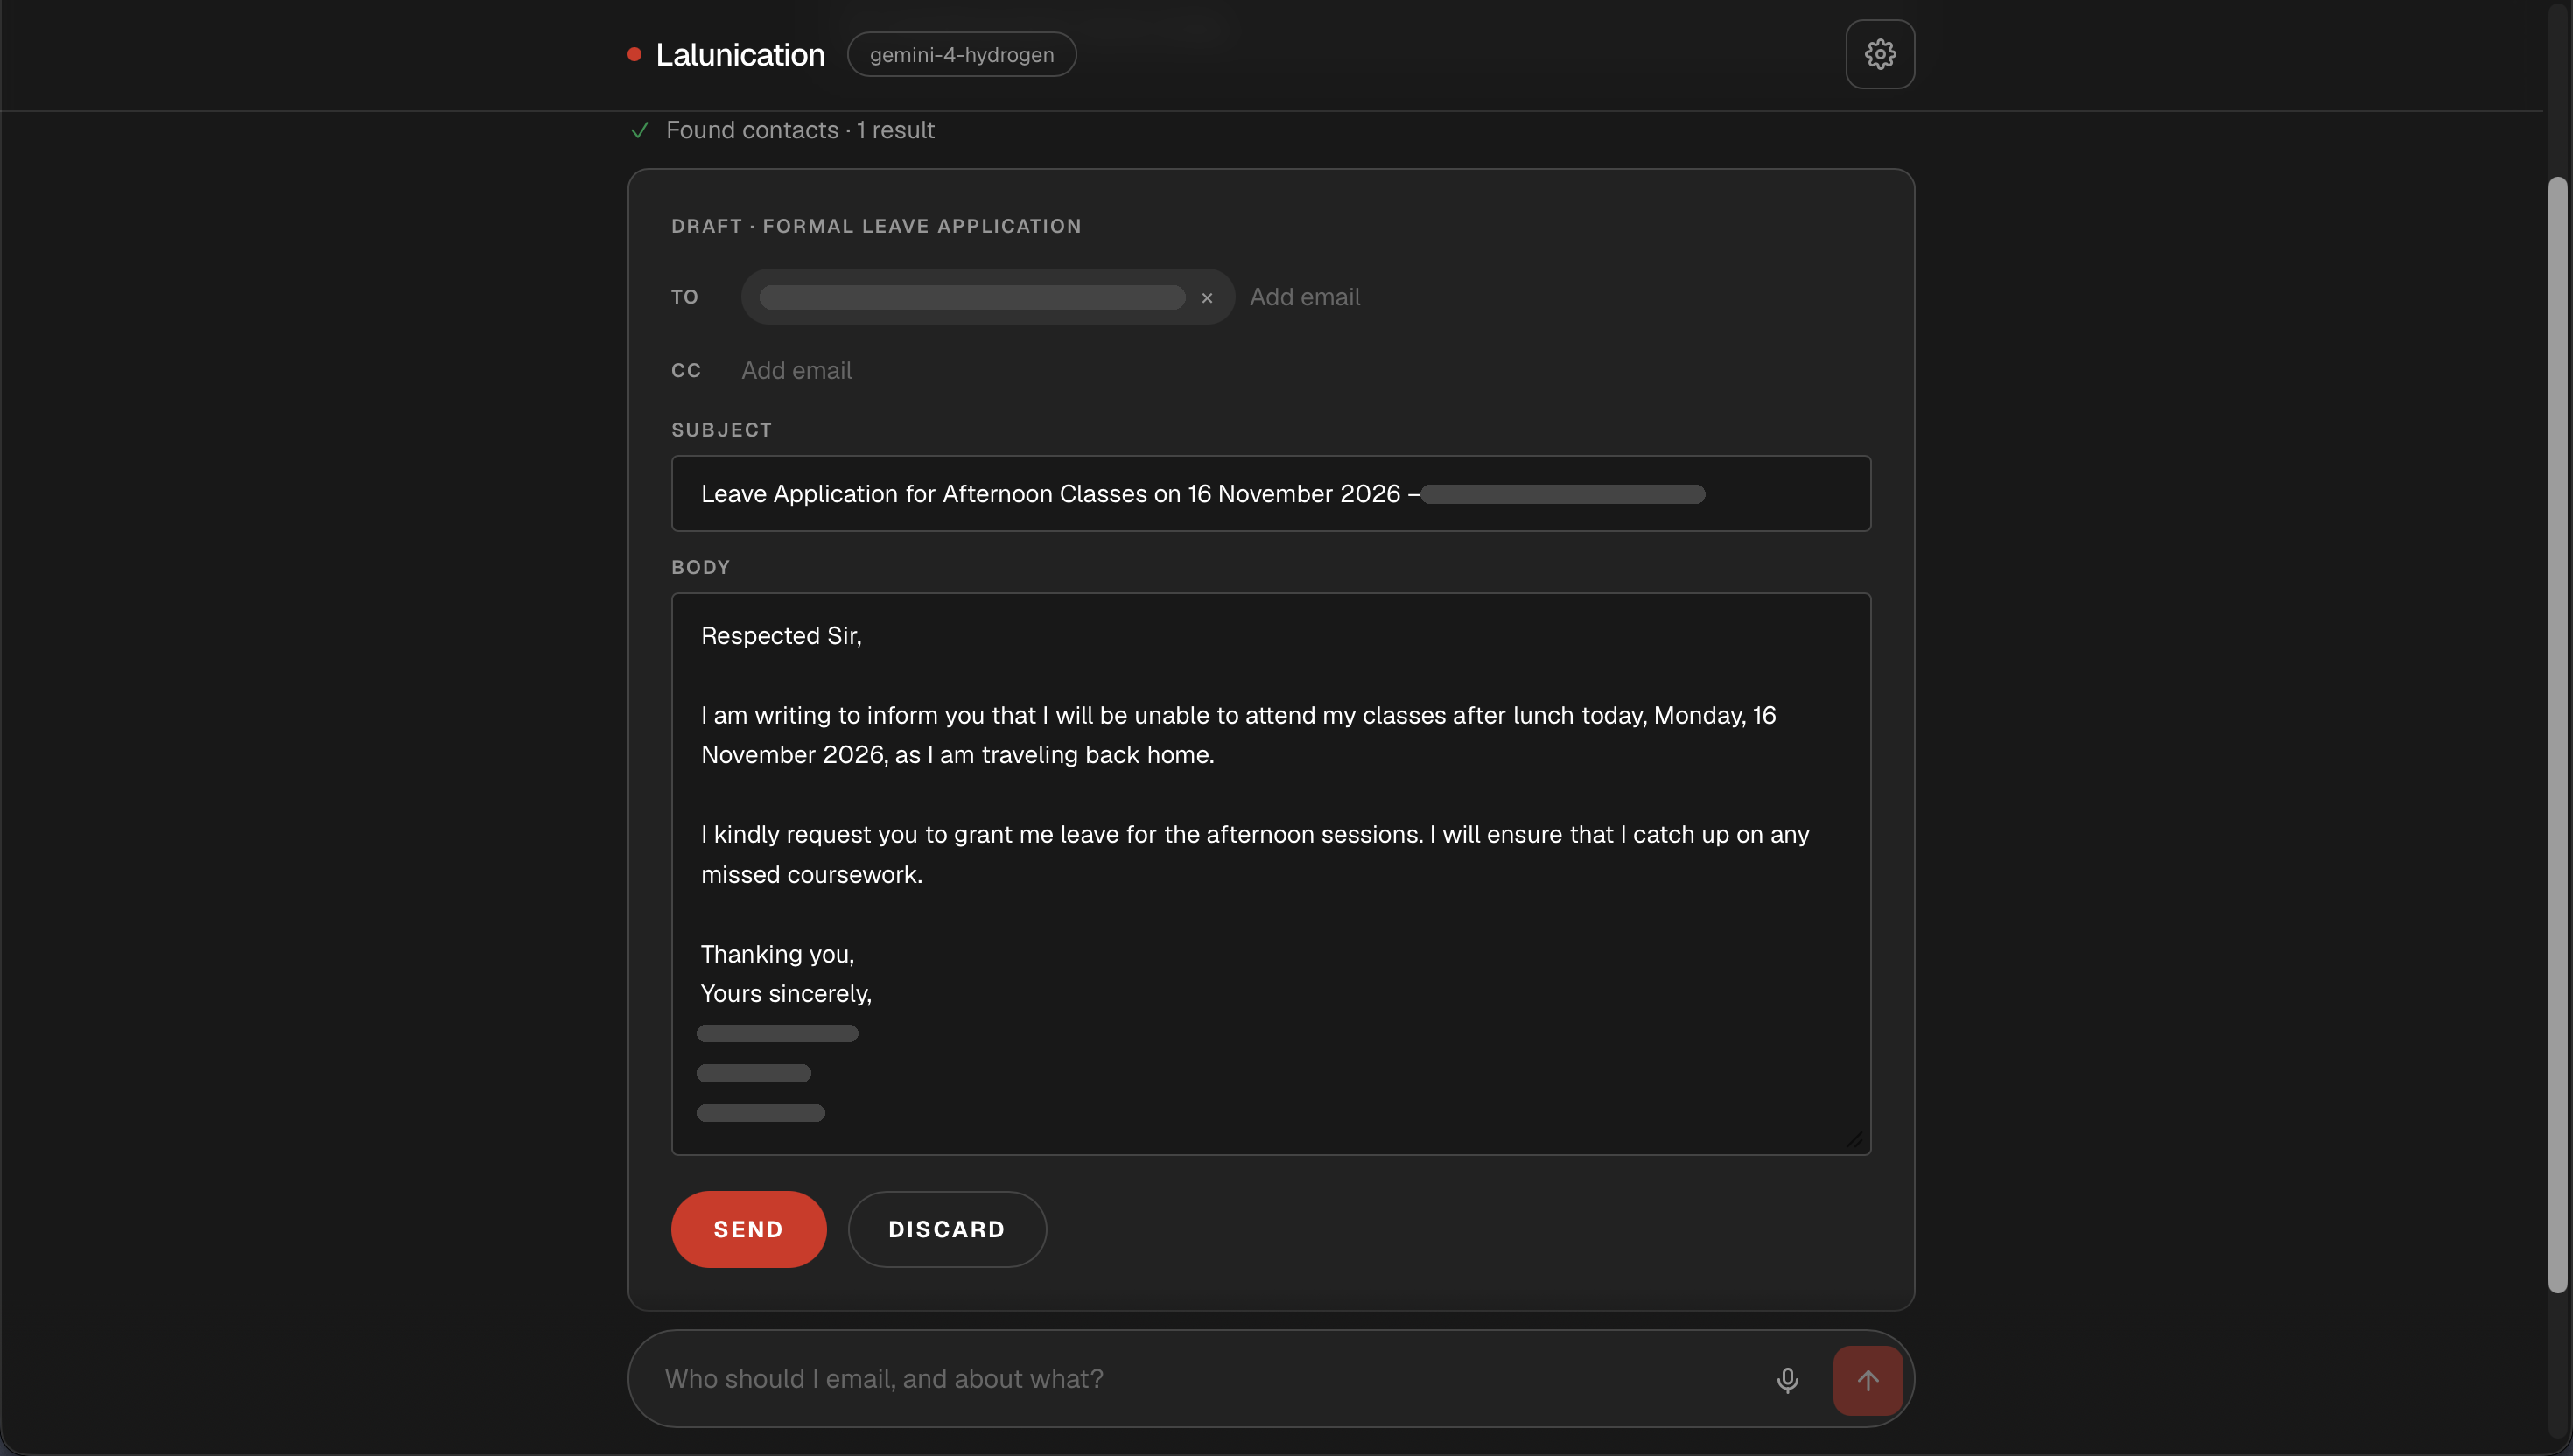 Lalunication
gemini-4-hydrogen
Found contacts · 1 result
DRAFT · FORMAL LEAVE APPLICATION
TO
× Add email
CC
Add email
SUBJECT
Leave Application for Afternoon Classes on 16 November 2026 –
BODY
Respected Sir,
I am writing to inform you that I will be unable to attend my classes after lunch today, Monday, 16
November 2026, as I am traveling back home.
I kindly request you to grant me leave for the afternoon sessions. I will ensure that I catch up on any
missed coursework.
Thanking you,
Yours sincerely,
SEND
DISCARD
Who should I email, and about what?